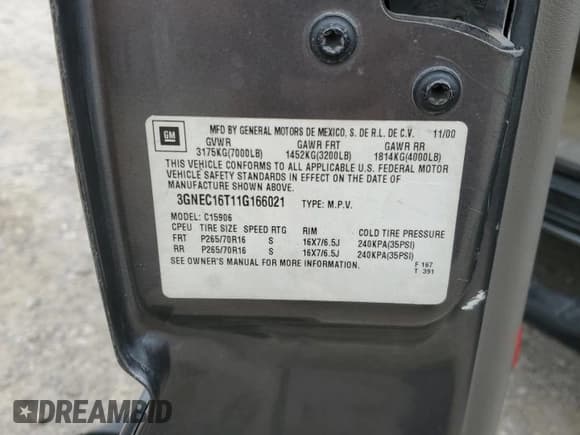 GM
MFD BY GENERAL MOTORS DE MEXICO, S. DE R.L. DE C.V. 11/00
GVWR GAWR FRT GAWR RR
3175KG(7000LB) 1452KG(3200LB) 1814KG(4000LB)
THIS VEHICLE CONFORMS TO ALL APPLICABLE U.S. FEDERAL MOTOR
VEHICLE SAFETY STANDARDS IN EFFECT ON THE DATE OF
MANUFACTURE SHOWN ABOVE.
3GNEC16T11G166021 TYPE: M.P.V.
MODEL: C15906
CPEU TIRE SIZE SPEED RTG RIM COLD TIRE PRESSURE
FRT P265/70R16 S 16X7/6.5J 240KPA(35PSI)
RR P265/70R16 S 16X7/6.5J 240KPA(35PSI)
SEE OWNER'S MANUAL FOR MORE INFORMATION.
F 167
T 391
DREAMBID